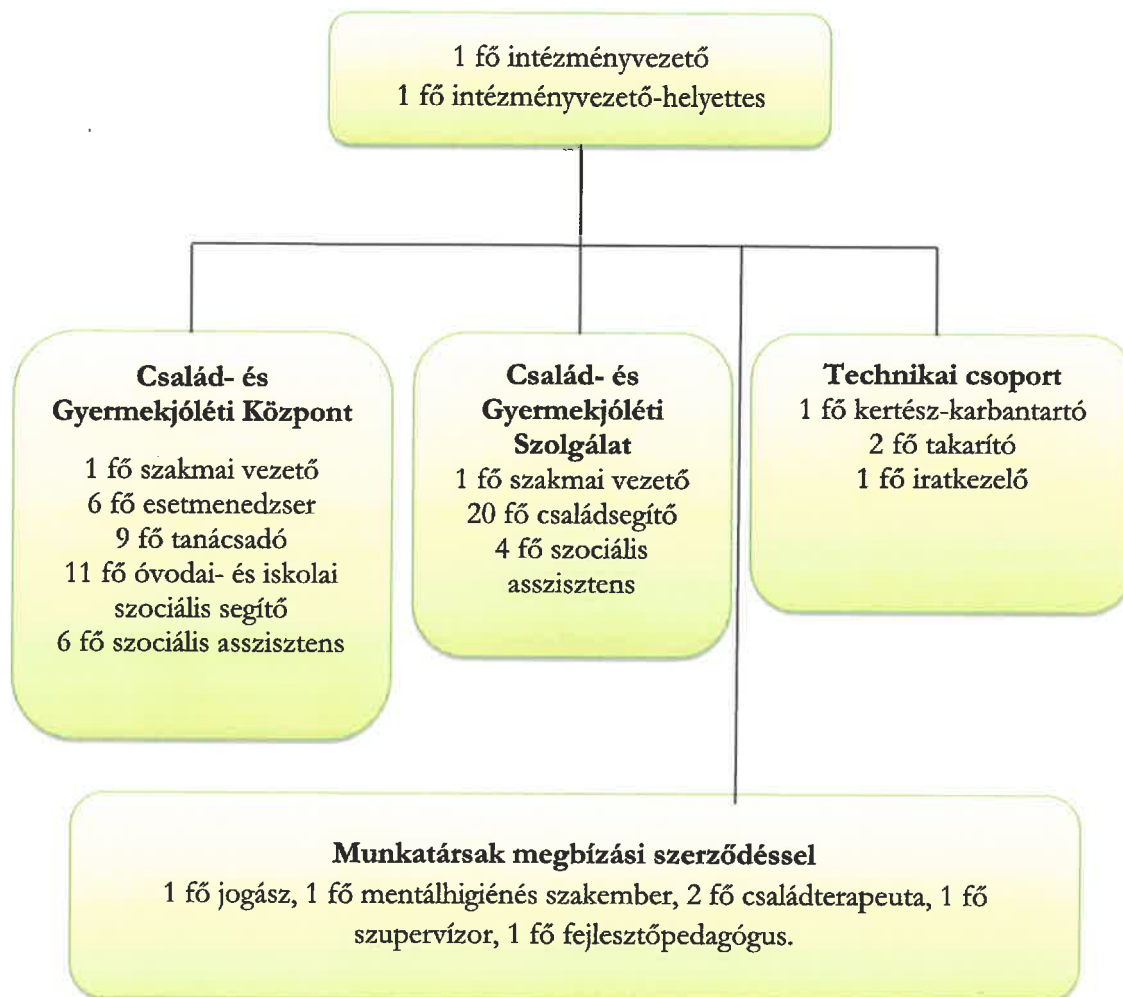 1 fő intézményvezető
1 fő intézményvezető-helyettes
Család- és
Gyermekjóléti Központ
1 fő szakmai vezető
6 fő esetmenedzser
9 fő tanácsadó
11 fő óvodai- és iskolai
szociális segítő
6 fő szociális asszisztens
Család- és
Gyermekjóléti
Szolgálat
1 fő szakmai vezető
20 fő családsegítő
4 fő szociális
asszisztens
Technikai csoport
1 fő kertész-karbantartó
2 fő takarító
1 fő iratkezelő
Munkatársak megbízási szerződéssel
1 fő jogász, 1 fő mentálhigiénés szakember, 2 fő családterapeuta, 1 fő
szupervízor, 1 fő fejlesztőpedagógus.